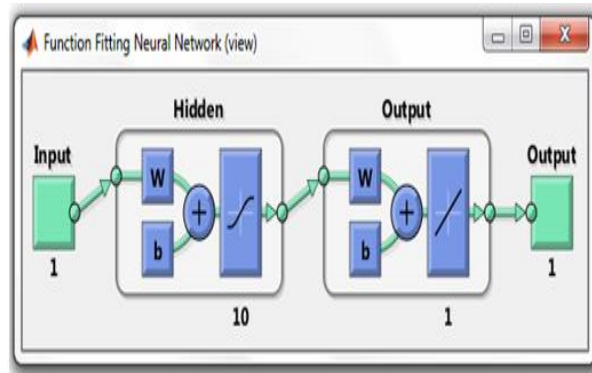 Function Fitting Neural Network (view)
Hidden
Output
Input
Output
W
b
+
W
b
+
1
10
1
1